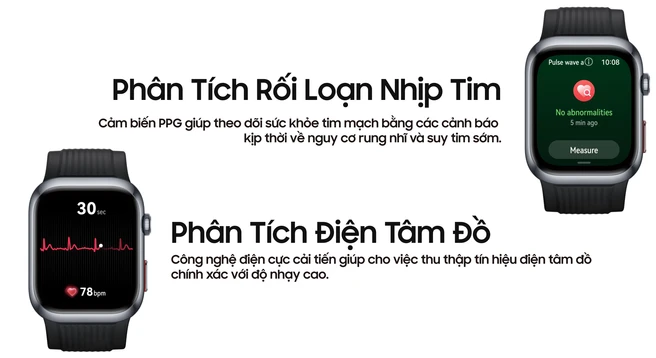 Pulse wave a 10:08
Phân Tích Rối Loạn Nhịp Tim
No abnormalities
5 min ago
Cảm biến PPG giúp theo dõi sức khỏe tim mạch bằng các cảnh báo
kịp thời về nguy cơ rung nhĩ và suy tim sớm.
Measure
30 sec
Phân Tích Điện Tâm Đồ
Công nghệ điện cực cải tiến giúp cho việc thu thập tín hiệu điện tâm đồ
chính xác với độ nhạy cao.
78 bpm